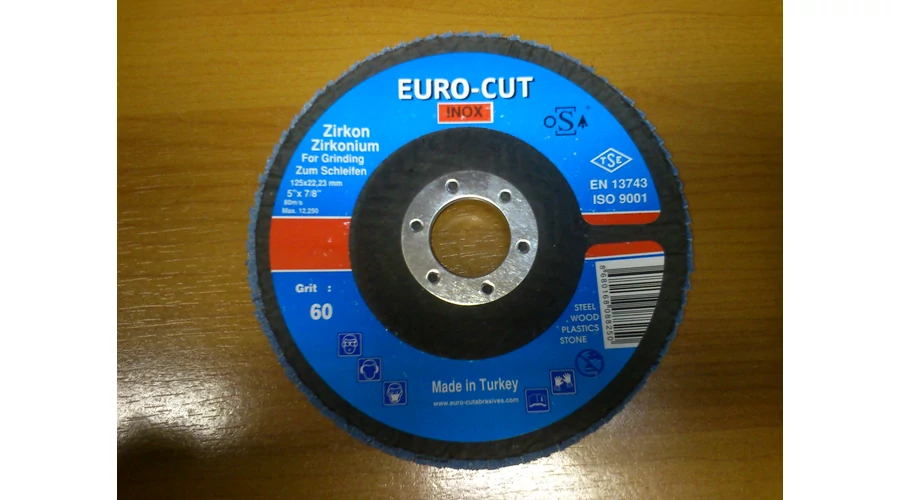 EURO-CUT
INOX
Zirkon
Zirkonium
For Grinding
Zum Schleifen
125x22,23 mm
5"x 7/8"
80m/s
Max. 12,250
oSA
TSE
EN 13743
ISO 9001
Grit :
60
8680168088250
STEEL
WOOD
PLASTICS
STONE
Made in Turkey
www.euro-cutabrasives.com